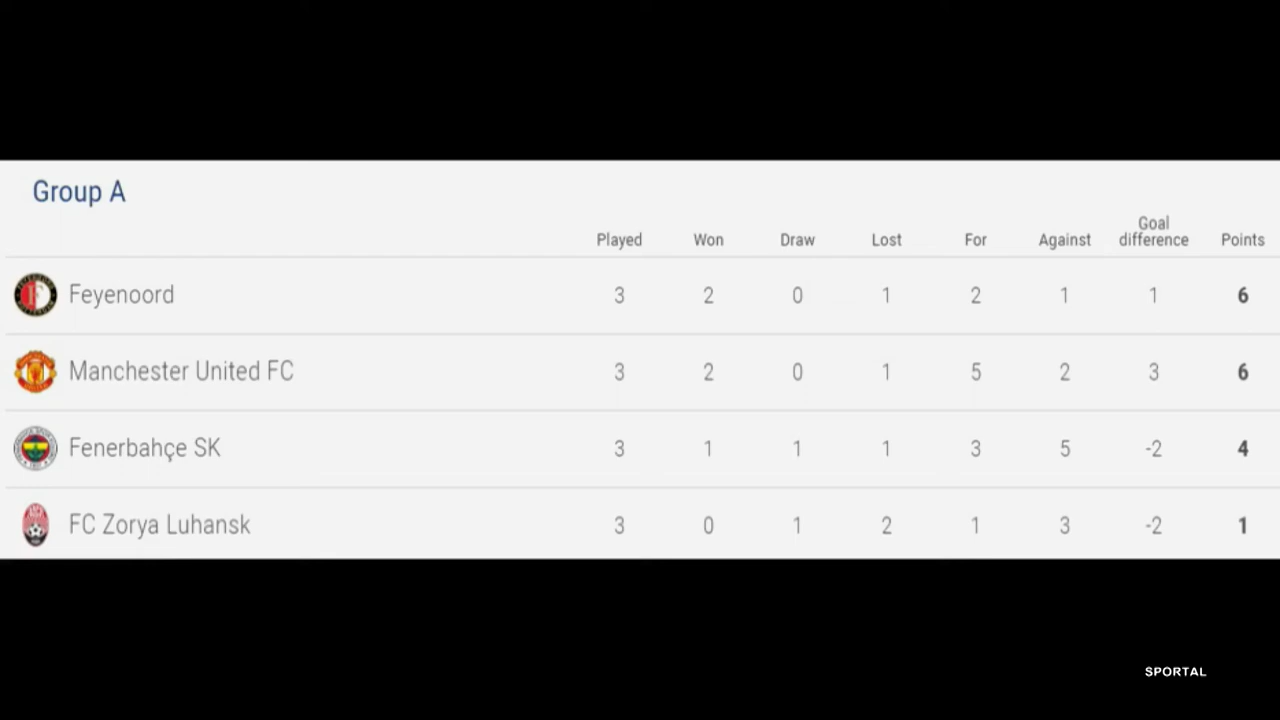 Group A
Played Won Draw Lost For Against Goal difference Points
Feyenoord 3 2 0 1 2 1 1 6
Manchester United FC 3 2 0 1 5 2 3 6
Fenerbahçe SK 3 1 1 1 3 5 -2 4
FC Zorya Luhansk 3 0 1 2 1 3 -2 1
SPORTAL